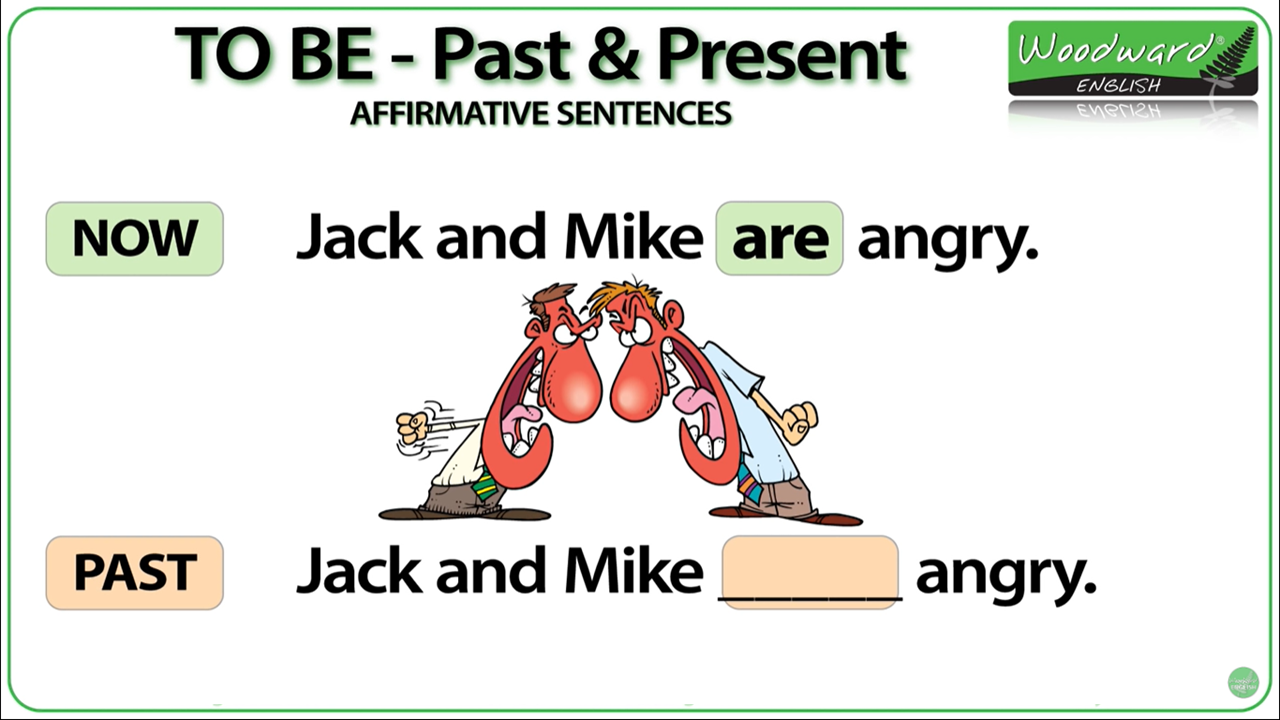 TO BE - Past & Present
AFFIRMATIVE SENTENCES
Woodward®
ENGLISH
NOW
Jack and Mike are angry.
PAST
Jack and Mike ______ angry.